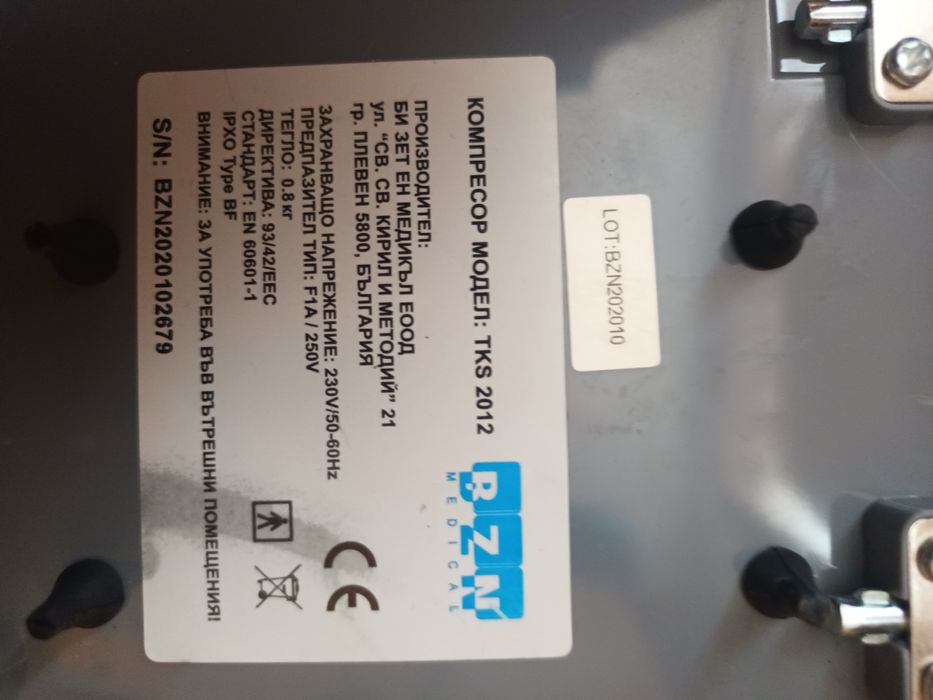 КОМПРЕСОР МОДЕЛ: TKS 2012
BZN
MEDICAL
ПРОИЗВОДИТЕЛ:
БИ ЗЕТ ЕН МЕДИКЪЛ ЕООД
ул. "СВ. СВ. КИРИЛ И МЕТОДИЙ" 21
гр. ПЛЕВЕН 5800, БЪЛГАРИЯ
ЗАХРАНВАЩО НАПРЕЖЕНИЕ: 230V/50-60Hz
ПРЕДПАЗИТЕЛ ТИП: F1A / 250V
ТЕГЛО: 0.8 кг
ДИРЕКТИВА: 93/42/EEC
СТАНДАРТ: EN 60601-1
IPXO Type BF
CE
ВНИМАНИЕ: ЗА УПОТРЕБА ВЪВ ВЪТРЕШНИ ПОМЕЩЕНИЯ!
S/N: BZN2020102679
LOT:BZN202010